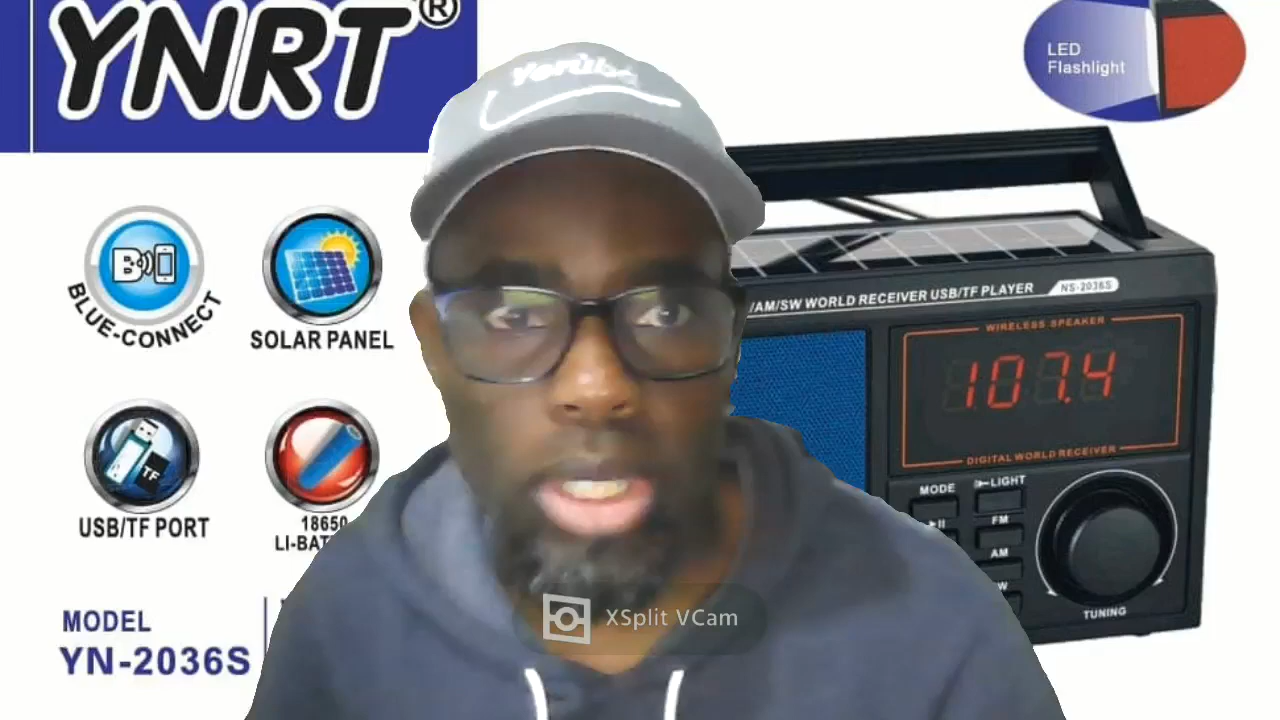 YNRT®
LED
Flashlight
B
BLUE-CONNECT
SOLAR PANEL
/AM/SW WORLD RECEIVER USB/TF PLAYER
NS-2036S
WIRELESS SPEAKER
107.4
DIGITAL WORLD RECEIVER
TF
USB/TF PORT
18650
LI-BAT
MODE
LIGHT
FM
AM
W
TUNING
XSplit VCam
MODEL
YN-2036S